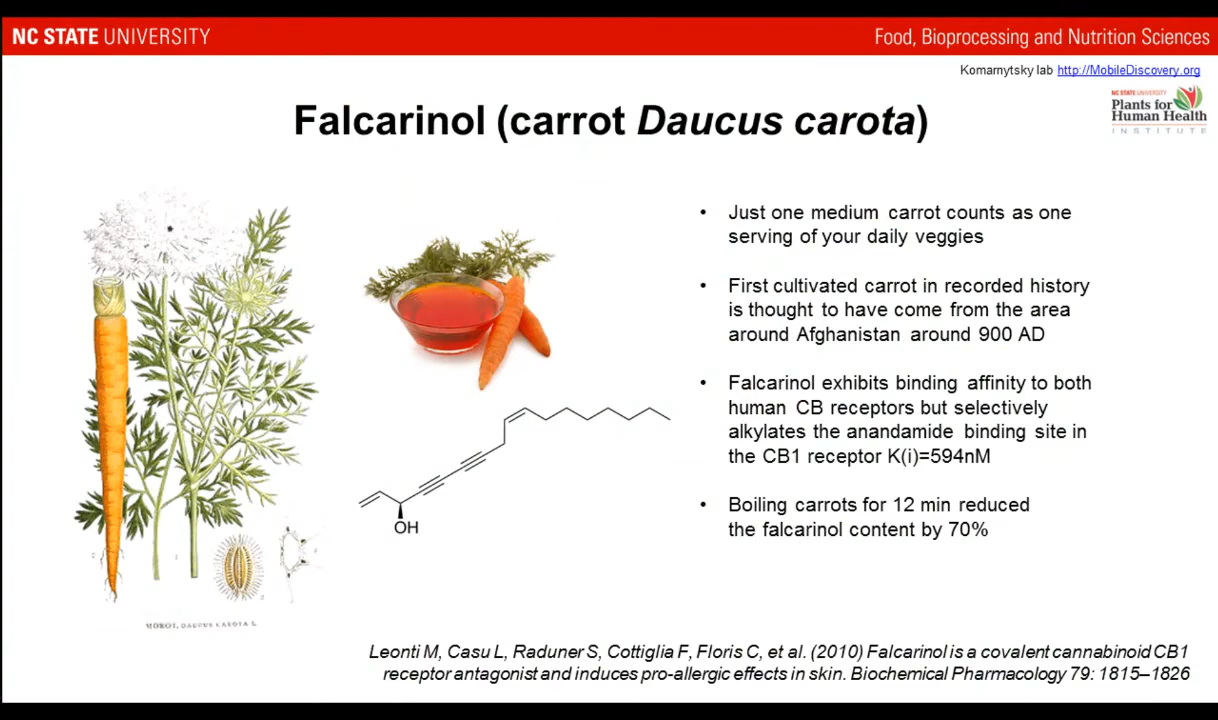 NC STATE UNIVERSITY
Food, Bioprocessing and Nutrition Sciences
Komarnytsky lab http://MobileDiscovery.org
NC STATE UNIVERSITY
Plants for
Human Health
INSTITUTE
Falcarinol (carrot Daucus carota)
• Just one medium carrot counts as one
serving of your daily veggies
• First cultivated carrot in recorded history
is thought to have come from the area
around Afghanistan around 900 AD
• Falcarinol exhibits binding affinity to both
human CB receptors but selectively
alkylates the anandamide binding site in
the CB1 receptor K(i)=594nM
• Boiling carrots for 12 min reduced
the falcarinol content by 70%
OH
MOROT, DAUCUS CAROTA L.
Leonti M, Casu L, Raduner S, Cottiglia F, Floris C, et al. (2010) Falcarinol is a covalent cannabinoid CB1
receptor antagonist and induces pro-allergic effects in skin. Biochemical Pharmacology 79: 1815–1826